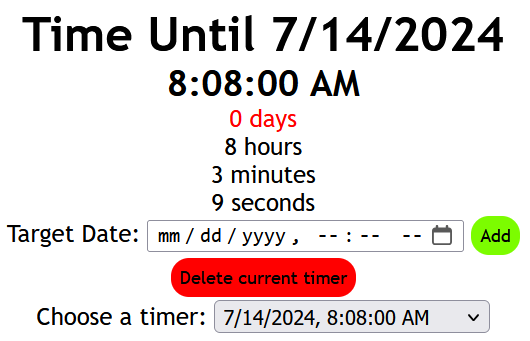 Time Until 7/14/2024
8:08:00 AM
0 days
8 hours
3 minutes
9 seconds
Target Date: mm/dd/yyyy, --:-- -- Add
Delete current timer
Choose a timer: 7/14/2024, 8:08:00 AM